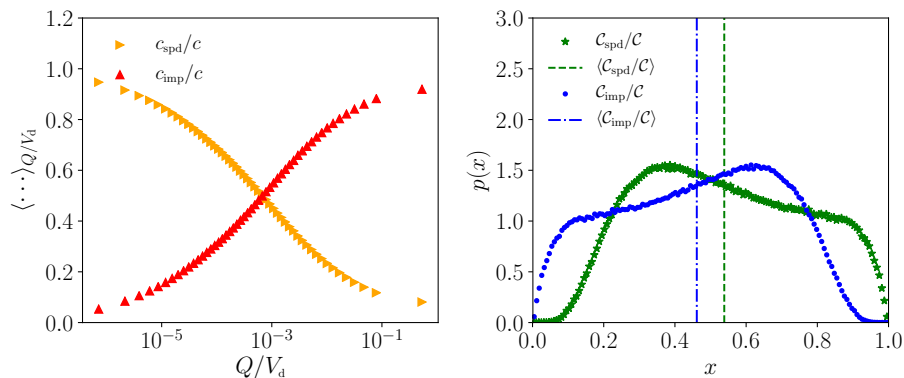 1.2
1.0
0.8
0.6
0.4
0.2
0.0
⟨· · ·⟩_{Q/V_d}
c_spd/c
c_imp/c
10^{−5}
10^{−3}
10^{−1}
Q/V_d
3.0
2.5
2.0
1.5
1.0
0.5
0.0
p(x)
𝒞_spd/𝒞
⟨𝒞_spd/𝒞⟩
𝒞_imp/𝒞
⟨𝒞_imp/𝒞⟩
0.0 0.2 0.4 0.6 0.8 1.0
x